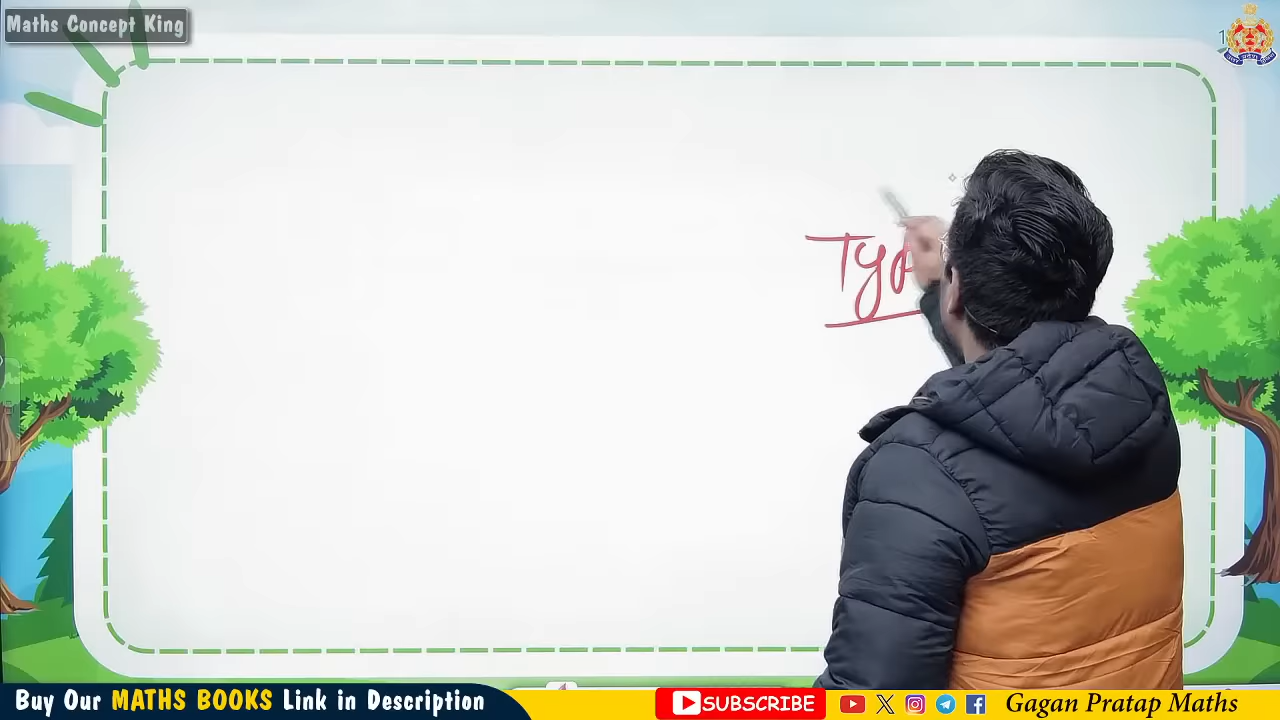 Maths Concept King
Buy Our MATHS BOOKS Link in Description
SUBSCRIBE
Gagan Pratap Maths